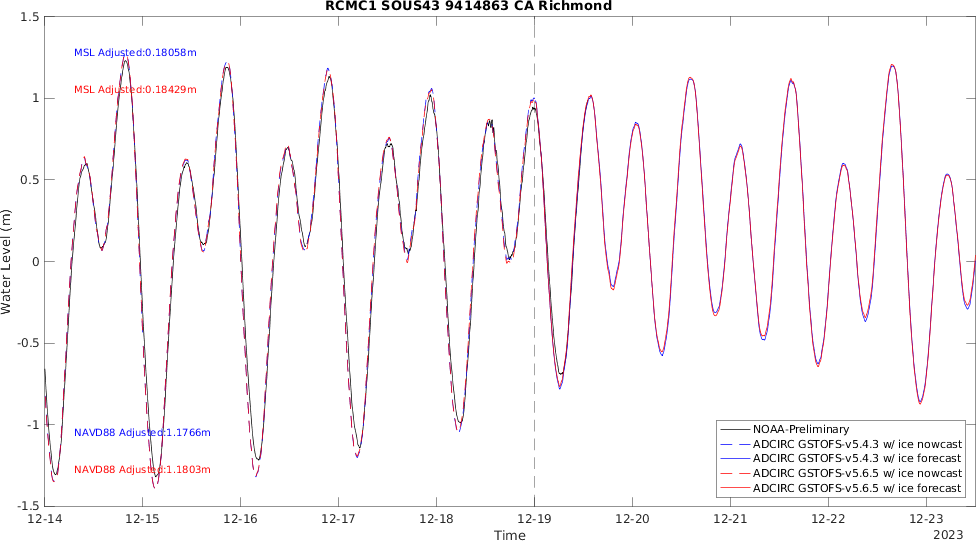 RCMC1 SOUS43 9414863 CA Richmond
1.5
MSL Adjusted:0.18058m
MSL Adjusted:0.18429m
1
0.5
0
-0.5
-1
-1.5
Water Level (m)
NAVD88 Adjusted:1.1766m
NAVD88 Adjusted:1.1803m
NOAA-Preliminary
ADCIRC GSTOFS-v5.4.3 w/ ice nowcast
ADCIRC GSTOFS-v5.4.3 w/ ice forecast
ADCIRC GSTOFS-v5.6.5 w/ ice nowcast
ADCIRC GSTOFS-v5.6.5 w/ ice forecast
12-14 12-15 12-16 12-17 12-18 12-19 12-20 12-21 12-22 12-23
Time
2023